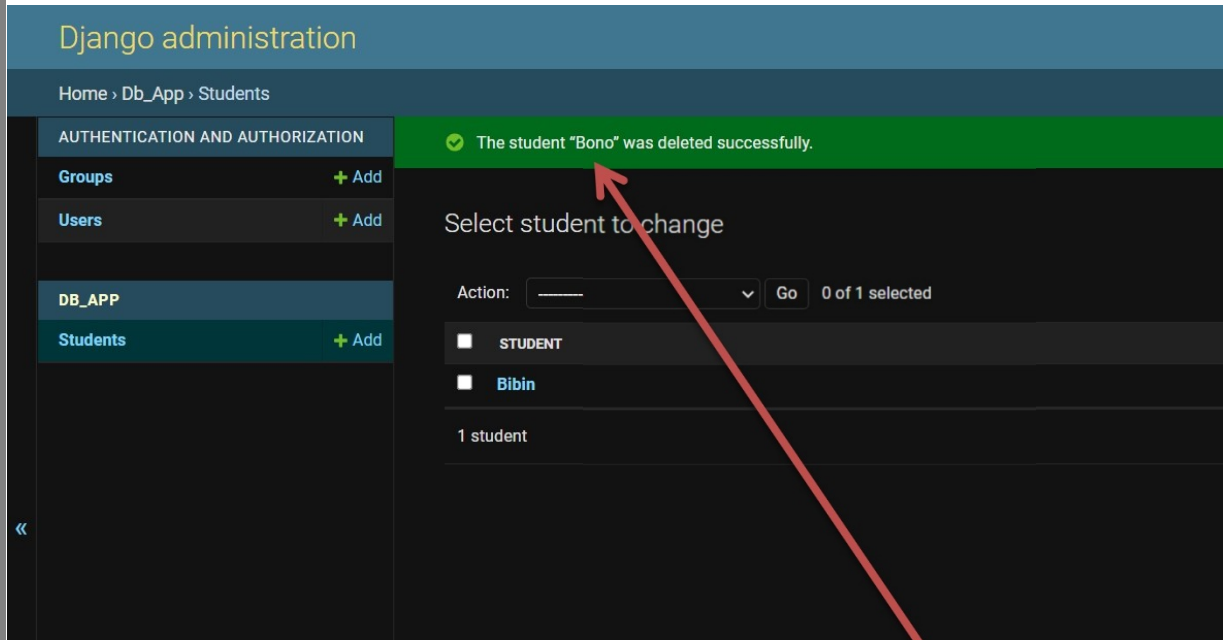 Django administration
Home › Db_App › Students
AUTHENTICATION AND AUTHORIZATION
Groups + Add
Users + Add
DB_APP
Students + Add
«
The student “Bono” was deleted successfully.
Select student to change
Action: --------- Go 0 of 1 selected
STUDENT
Bibin
1 student